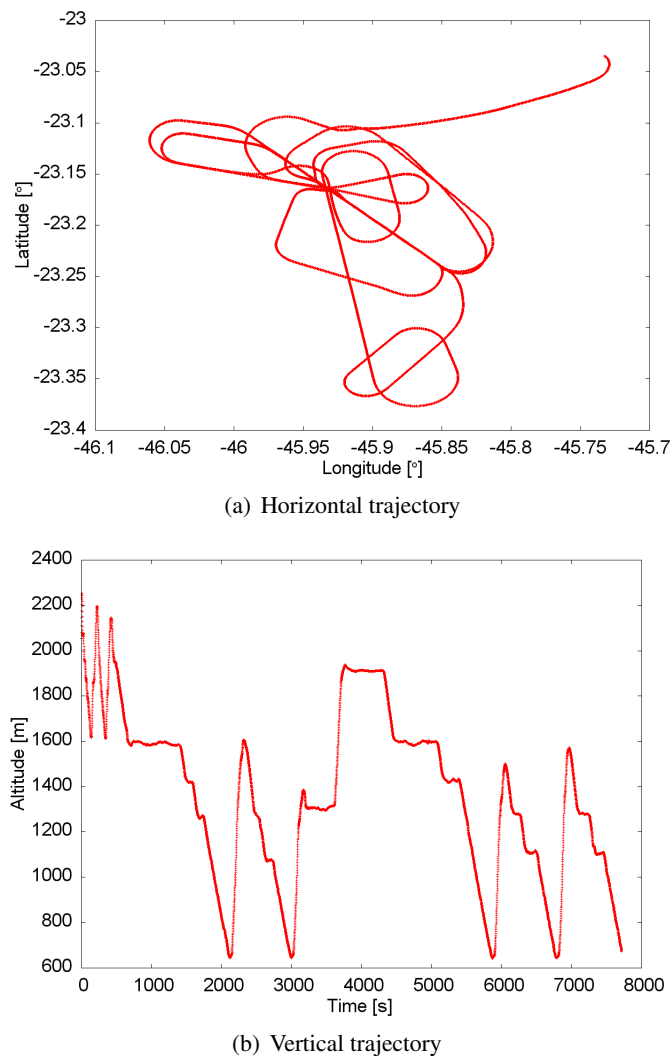 -23
-23.05
-23.1
-23.15
-23.2
-23.25
-23.3
-23.35
-23.4
Latitude [°]
-46.1 -46.05 -46 -45.95 -45.9 -45.85 -45.8 -45.75 -45.7
Longitude [°]
(a) Horizontal trajectory
2400
2200
2000
1800
1600
1400
1200
1000
800
600
Altitude [m]
0 1000 2000 3000 4000 5000 6000 7000 8000
Time [s]
(b) Vertical trajectory